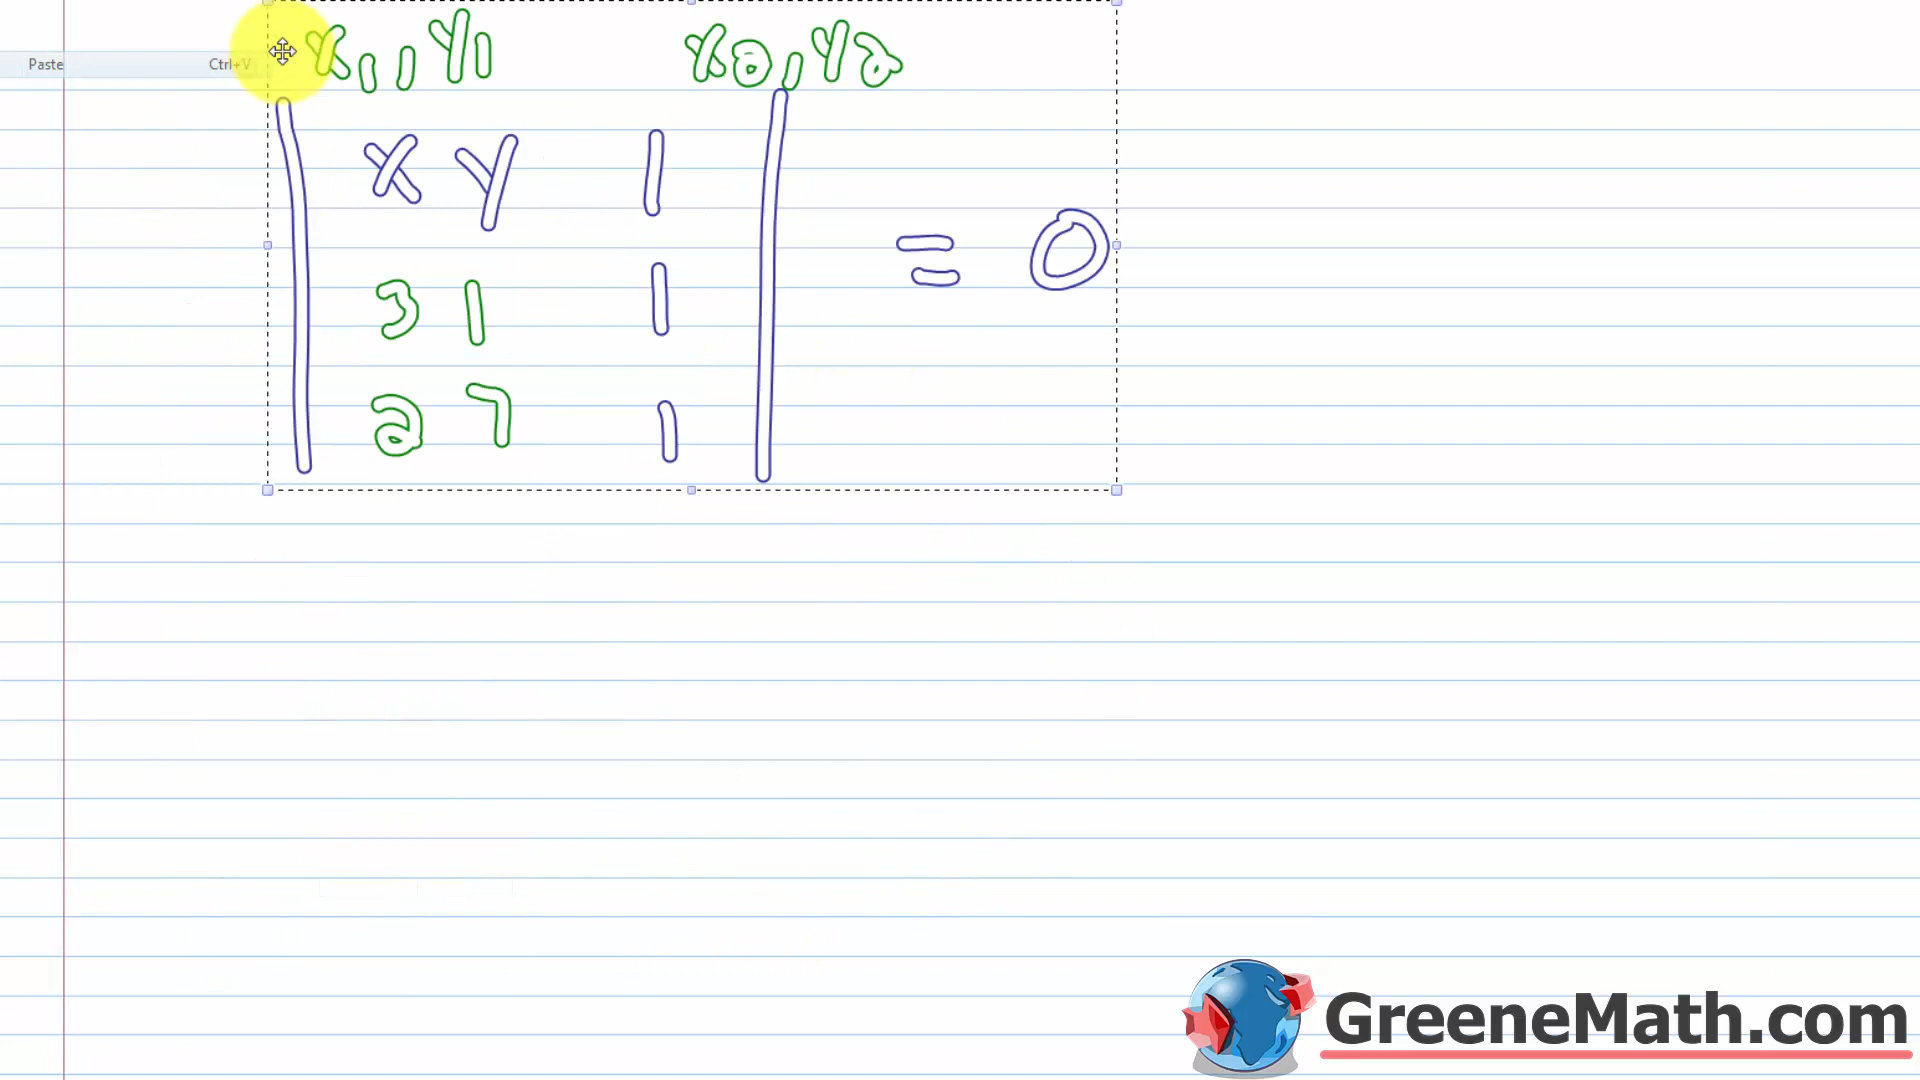 x1, y1 x2, y2
Paste Ctrl+V
x y 1
= 0
3 1 1
2 7 1
GreeneMath.com